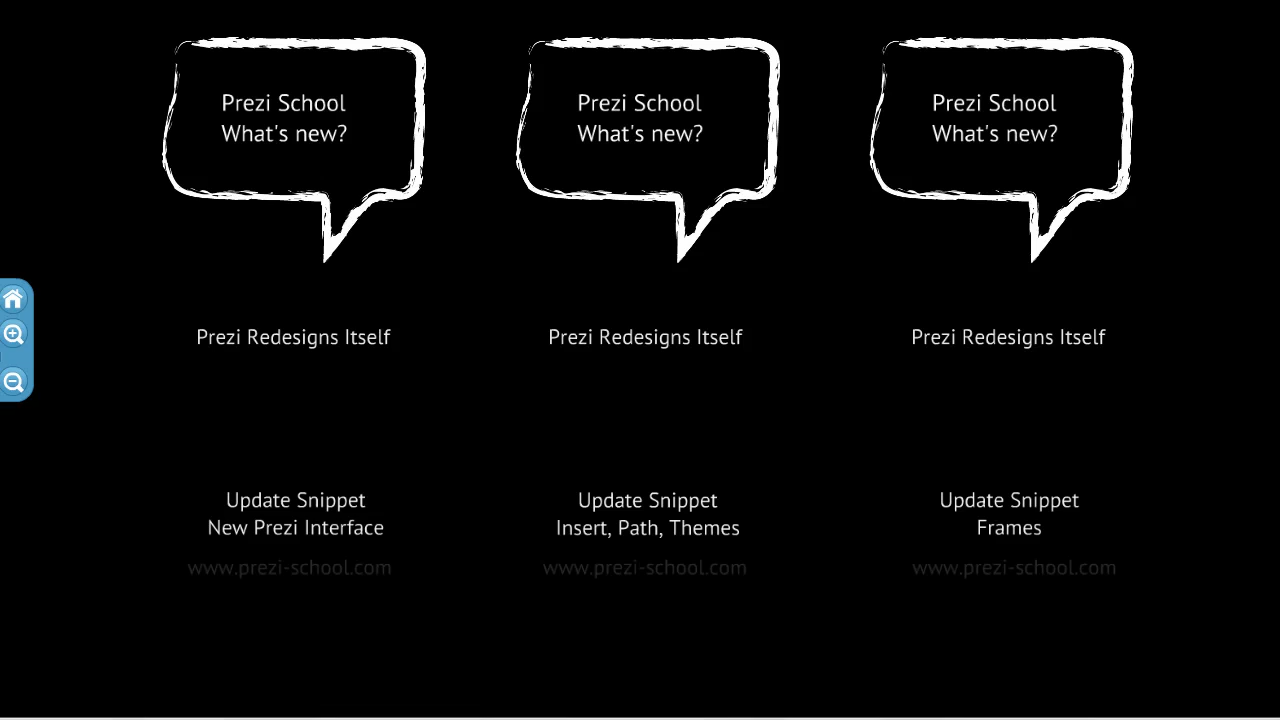 Prezi School
What's new?
Prezi School
What's new?
Prezi School
What's new?
Prezi Redesigns Itself
Prezi Redesigns Itself
Prezi Redesigns Itself
Update Snippet
New Prezi Interface
www.prezi-school.com
Update Snippet
Insert, Path, Themes
www.prezi-school.com
Update Snippet
Frames
www.prezi-school.com